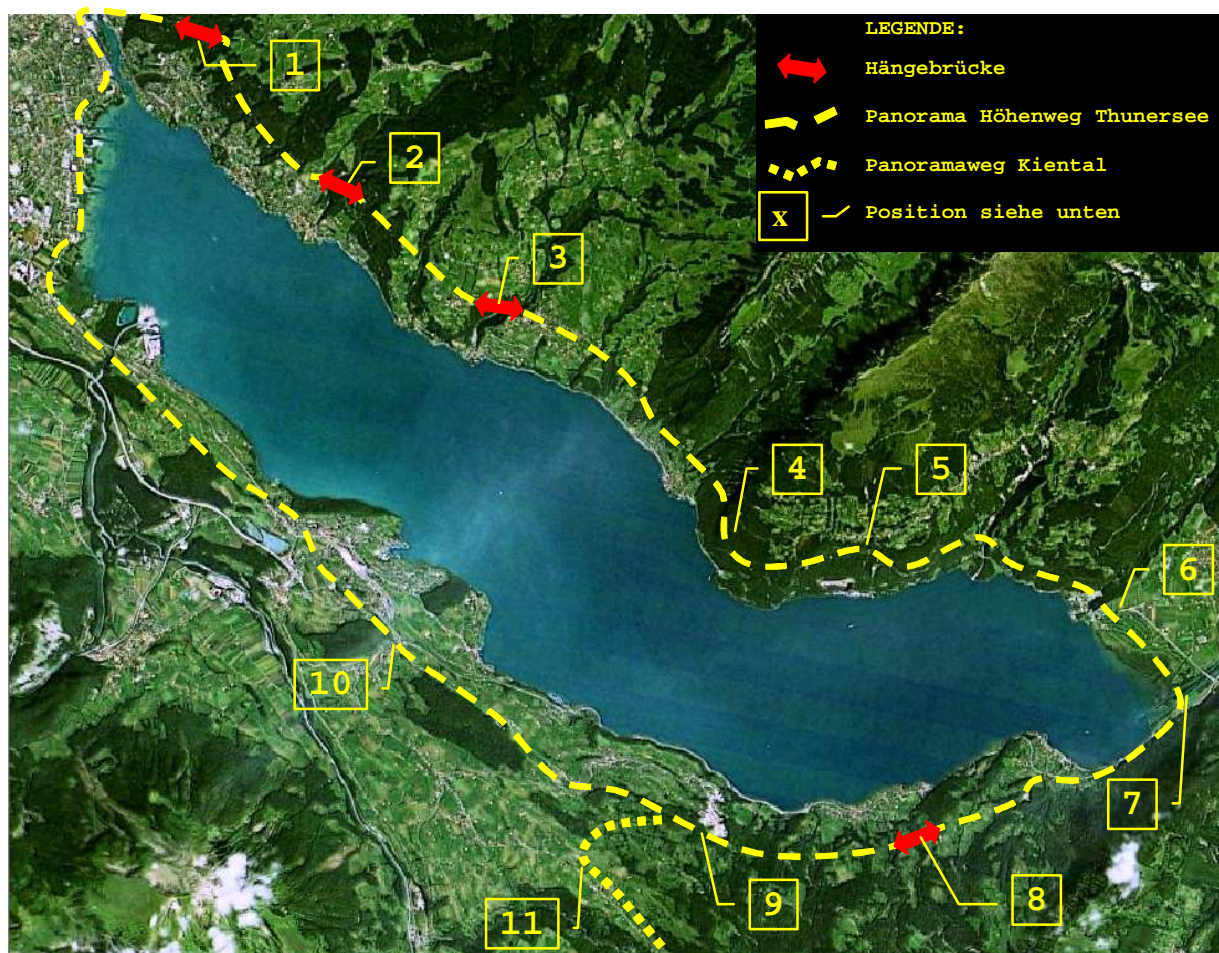 LEGENDE:
Hängebrücke
Panorama Höhenweg Thunersee
Panoramaweg Kiental
x Position siehe unten
1
2
3
4
5
6
7
8
9
10
11